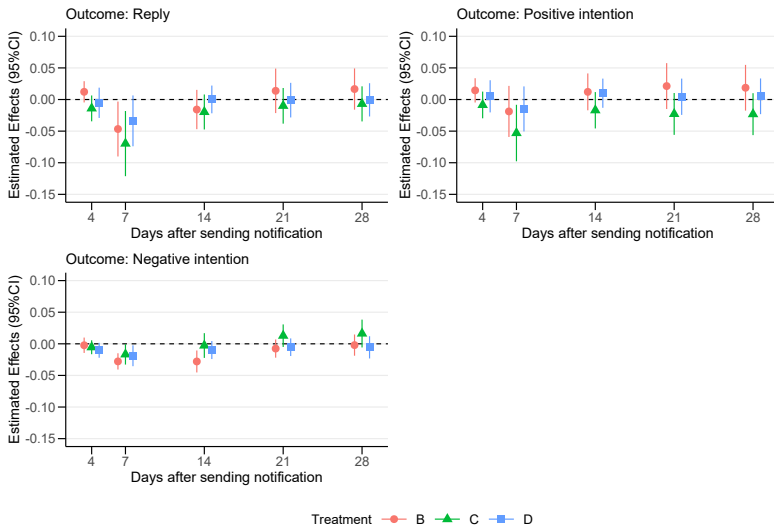 Outcome: Reply
Estimated Effects (95%CI)
0.10
0.05
0.00
-0.05
-0.10
-0.15
4 7 14 21 28
Days after sending notification
Outcome: Positive intention
Estimated Effects (95%CI)
0.10
0.05
0.00
-0.05
-0.10
-0.15
4 7 14 21 28
Days after sending notification
Outcome: Negative intention
Estimated Effects (95%CI)
0.10
0.05
0.00
-0.05
-0.10
-0.15
4 7 14 21 28
Days after sending notification
Treatment B C D